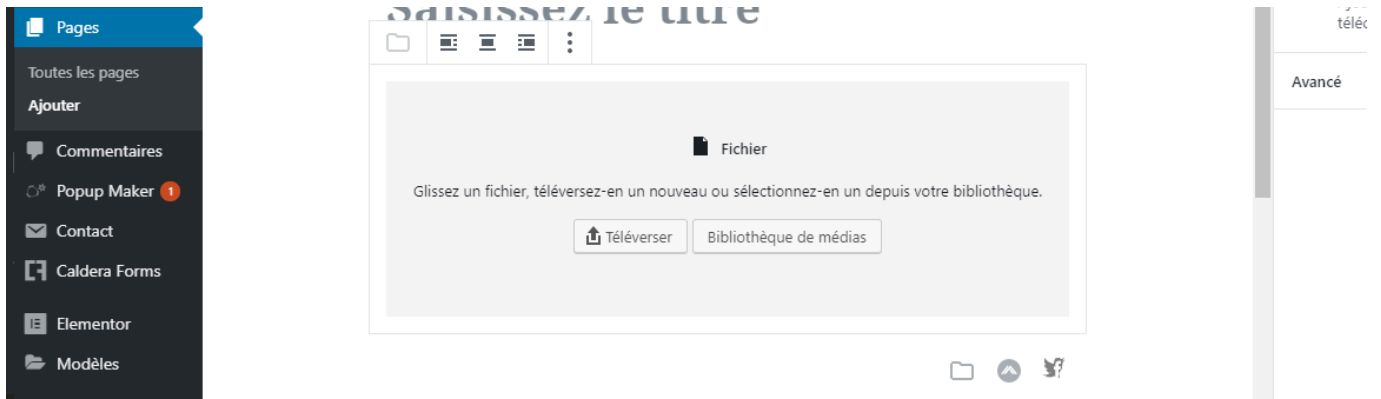 Pages
Toutes les pages
Ajouter
Commentaires
Popup Maker 1
Contact
Caldera Forms
Elementor
Modèles
Saisissez le titre
Fichier
Glissez un fichier, téléversez-en un nouveau ou sélectionnez-en un depuis votre bibliothèque.
Téléverser
Bibliothèque de médias
Avancé